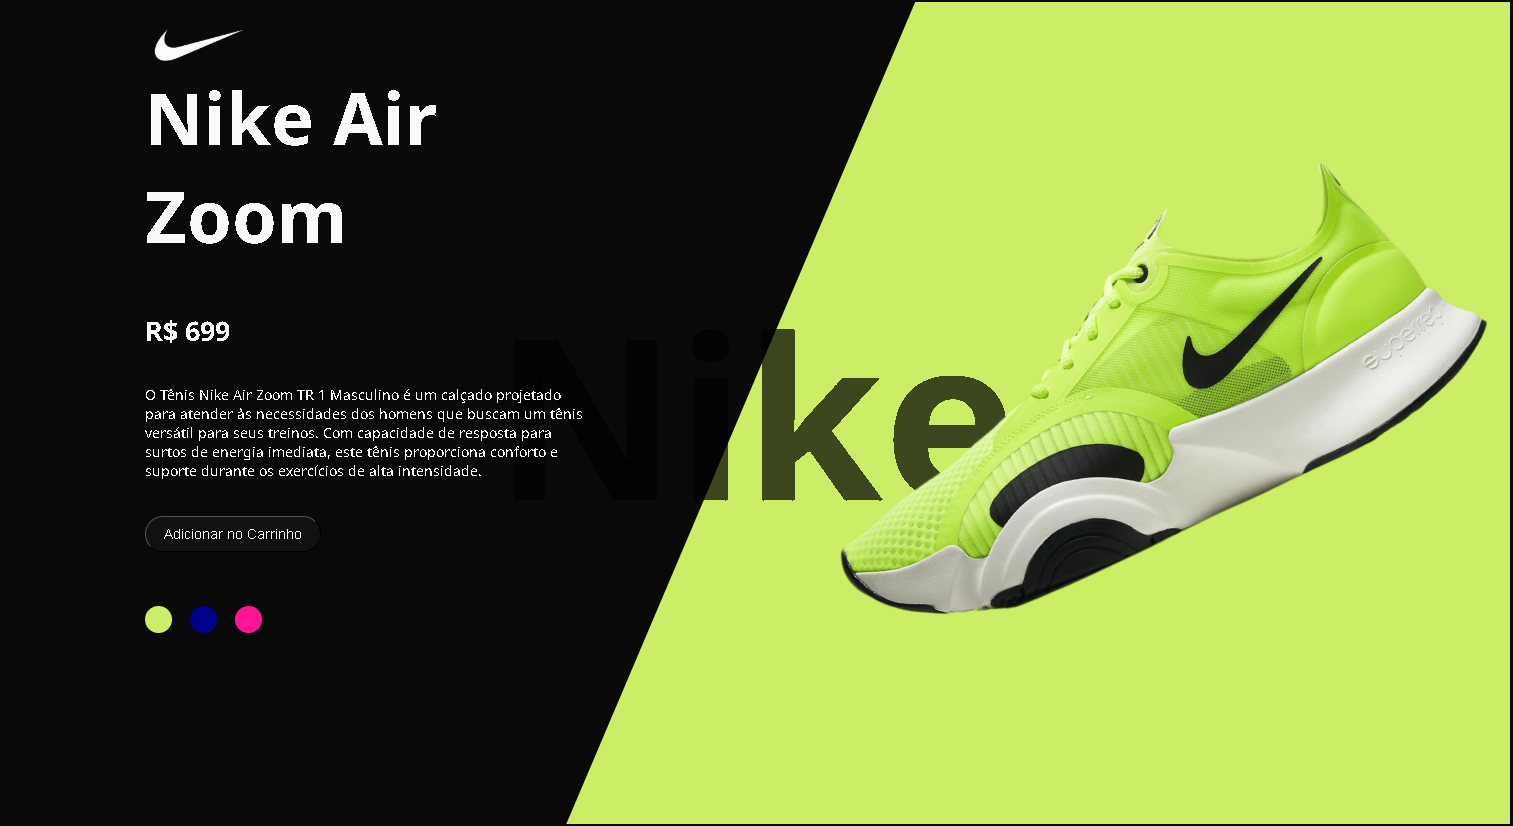 Nike Air
Zoom
R$ 699
O Tênis Nike Air Zoom TR 1 Masculino é um calçado projetado
para atender às necessidades dos homens que buscam um tênis
versátil para seus treinos. Com capacidade de resposta para
surtos de energia imediata, este tênis proporciona conforto e
suporte durante os exercícios de alta intensidade.
Adicionar no Carrinho
Nike
superrep